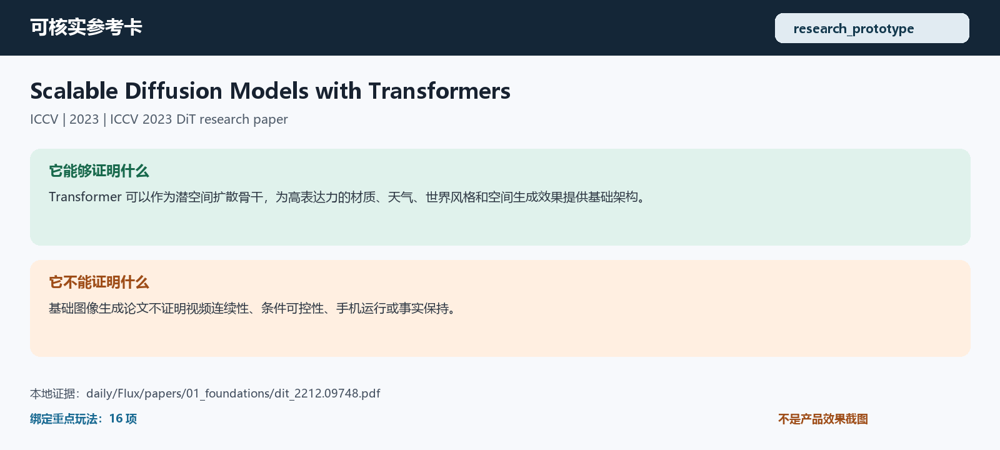 可核实参考卡
research_prototype
Scalable Diffusion Models with Transformers
ICCV | 2023 | ICCV 2023 DiT research paper
它能够证明什么
Transformer 可以作为潜空间扩散骨干，为高表达力的材质、天气、世界风格和空间生成效果提供基础架构。
它不能证明什么
基础图像生成论文不证明视频连续性、条件可控性、手机运行或事实保持。
本地证据：daily/Flux/papers/01_foundations/dit_2212.09748.pdf
绑定重点玩法：16 项
不是产品效果截图